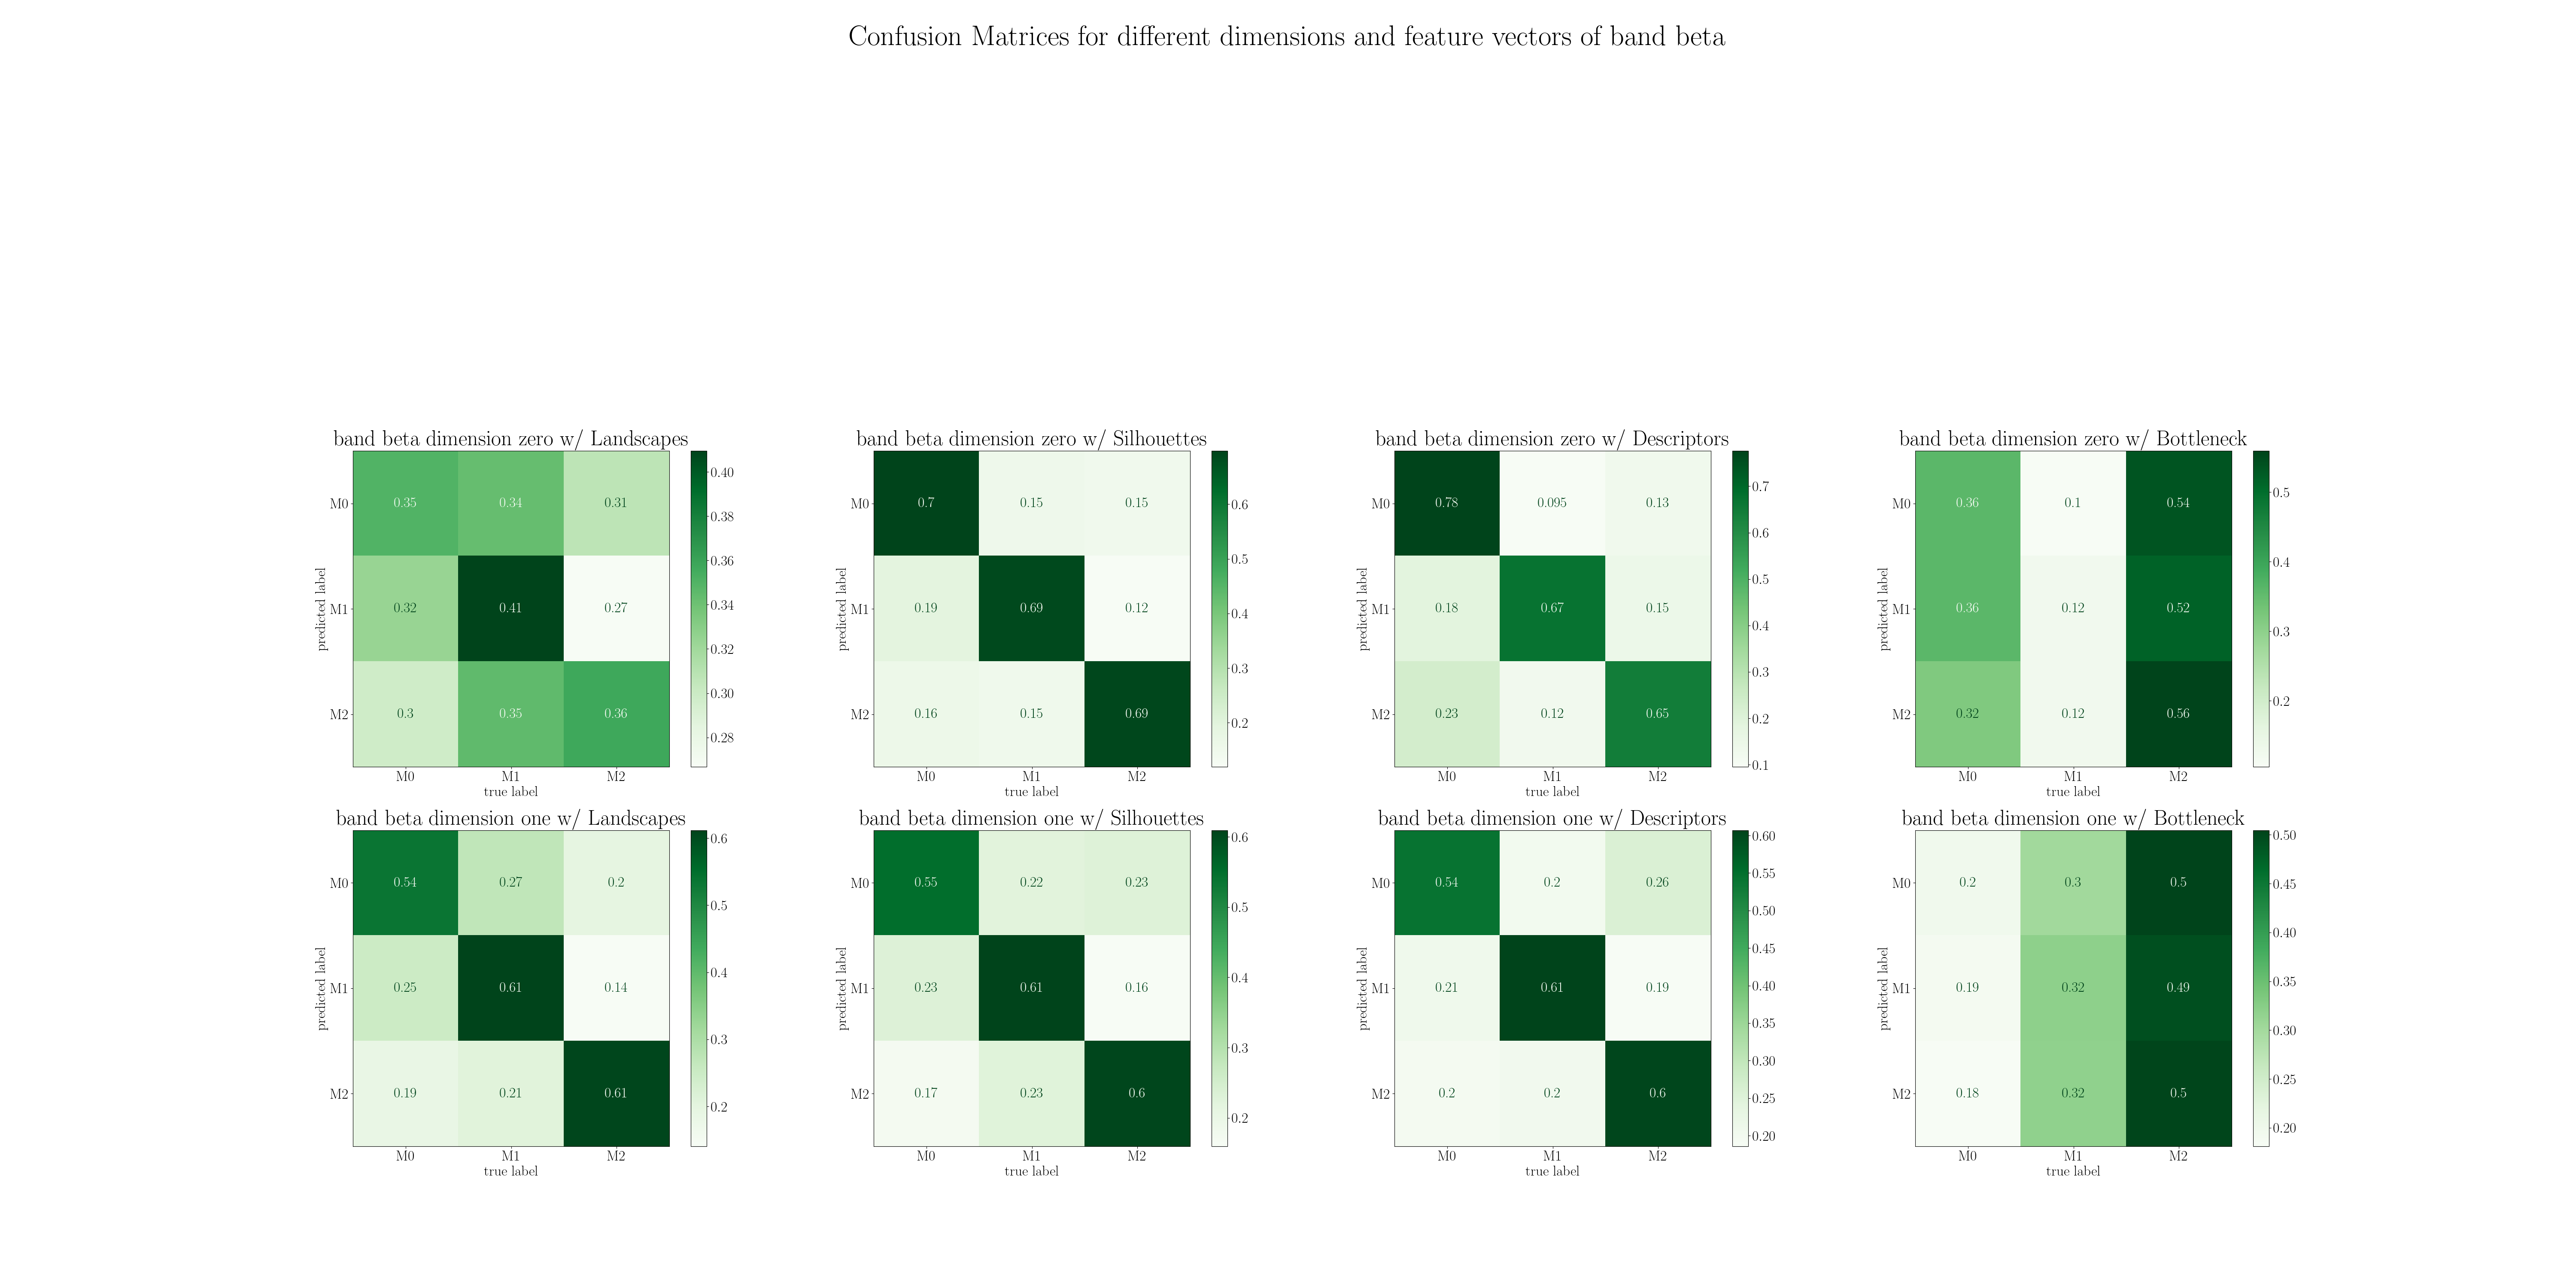 Confusion Matrices for different dimensions and feature vectors of band beta
band beta dimension zero w/ Landscapes
predicted label
M0 0.35 0.34 0.31
M1 0.32 0.41 0.27
M2 0.3 0.35 0.36
M0 M1 M2
true label
0.40
0.38
0.36
0.34
0.32
0.30
0.28
band beta dimension zero w/ Silhouettes
predicted label
M0 0.7 0.15 0.15
M1 0.19 0.69 0.12
M2 0.16 0.15 0.69
M0 M1 M2
true label
0.6
0.5
0.4
0.3
0.2
band beta dimension zero w/ Descriptors
predicted label
M0 0.78 0.095 0.13
M1 0.18 0.67 0.15
M2 0.23 0.12 0.65
M0 M1 M2
true label
0.7
0.6
0.5
0.4
0.3
0.2
0.1
band beta dimension zero w/ Bottleneck
predicted label
M0 0.36 0.1 0.54
M1 0.36 0.12 0.52
M2 0.32 0.12 0.56
M0 M1 M2
true label
0.5
0.4
0.3
0.2
band beta dimension one w/ Landscapes
predicted label
M0 0.54 0.27 0.2
M1 0.25 0.61 0.14
M2 0.19 0.21 0.61
M0 M1 M2
true label
0.6
0.5
0.4
0.3
0.2
band beta dimension one w/ Silhouettes
predicted label
M0 0.55 0.22 0.23
M1 0.23 0.61 0.16
M2 0.17 0.23 0.6
M0 M1 M2
true label
0.6
0.5
0.4
0.3
0.2
band beta dimension one w/ Descriptors
predicted label
M0 0.54 0.2 0.26
M1 0.21 0.61 0.19
M2 0.2 0.2 0.6
M0 M1 M2
true label
0.60
0.55
0.50
0.45
0.40
0.35
0.30
0.25
0.20
band beta dimension one w/ Bottleneck
predicted label
M0 0.2 0.3 0.5
M1 0.19 0.32 0.49
M2 0.18 0.32 0.5
M0 M1 M2
true label
0.50
0.45
0.40
0.35
0.30
0.25
0.20